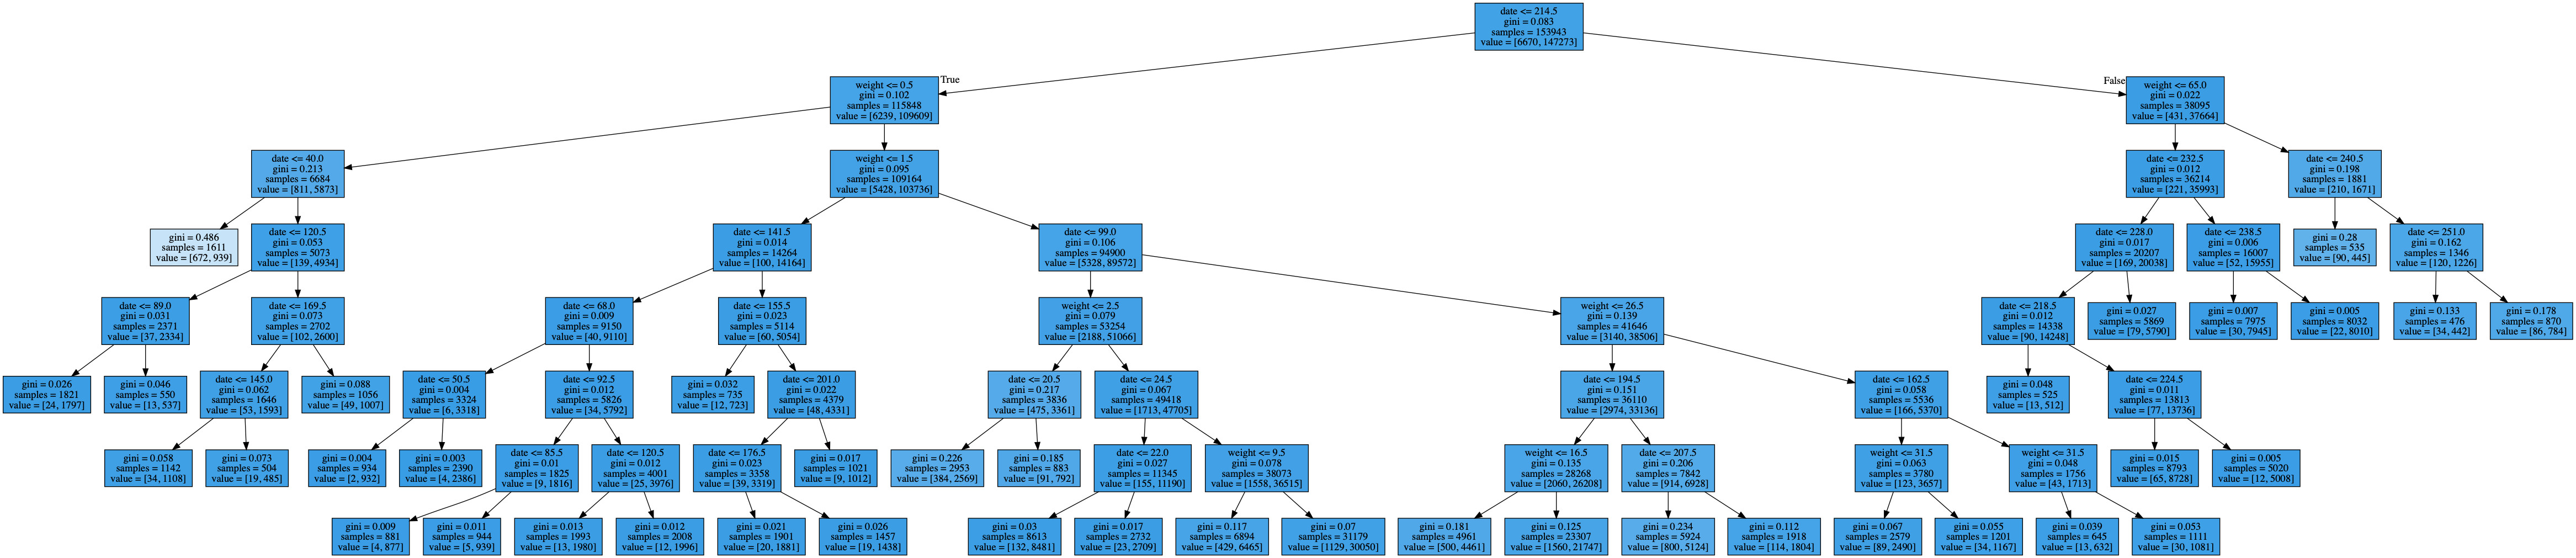 date <= 214.5
gini = 0.083
samples = 153943
value = [6670, 147273]
True
False
weight <= 0.5
gini = 0.102
samples = 115848
value = [6239, 109609]
weight <= 65.0
gini = 0.022
samples = 38095
value = [431, 37664]
date <= 40.0
gini = 0.213
samples = 6684
value = [811, 5873]
weight <= 1.5
gini = 0.095
samples = 109164
value = [5428, 103736]
date <= 232.5
gini = 0.012
samples = 36214
value = [221, 35993]
date <= 240.5
gini = 0.198
samples = 1881
value = [210, 1671]
gini = 0.486
samples = 1611
value = [672, 939]
date <= 120.5
gini = 0.053
samples = 5073
value = [139, 4934]
date <= 141.5
gini = 0.014
samples = 14264
value = [100, 14164]
date <= 99.0
gini = 0.106
samples = 94900
value = [5328, 89572]
date <= 228.0
gini = 0.017
samples = 20207
value = [169, 20038]
date <= 238.5
gini = 0.006
samples = 16007
value = [52, 15955]
gini = 0.28
samples = 535
value = [90, 445]
date <= 251.0
gini = 0.162
samples = 1346
value = [120, 1226]
date <= 89.0
gini = 0.031
samples = 2371
value = [37, 2334]
date <= 169.5
gini = 0.073
samples = 2702
value = [102, 2600]
date <= 68.0
gini = 0.009
samples = 9150
value = [40, 9110]
date <= 155.5
gini = 0.023
samples = 5114
value = [60, 5054]
weight <= 2.5
gini = 0.079
samples = 53254
value = [2188, 51066]
weight <= 26.5
gini = 0.139
samples = 41646
value = [3140, 38506]
date <= 218.5
gini = 0.012
samples = 14338
value = [90, 14248]
gini = 0.027
samples = 5869
value = [79, 5790]
gini = 0.007
samples = 7975
value = [30, 7945]
gini = 0.005
samples = 8032
value = [22, 8010]
gini = 0.133
samples = 476
value = [34, 442]
gini = 0.178
samples = 870
value = [86, 784]
gini = 0.026
samples = 1821
value = [24, 1797]
gini = 0.046
samples = 550
value = [13, 537]
date <= 145.0
gini = 0.062
samples = 1646
value = [53, 1593]
gini = 0.088
samples = 1056
value = [49, 1007]
date <= 50.5
gini = 0.004
samples = 3324
value = [6, 3318]
date <= 92.5
gini = 0.012
samples = 5826
value = [34, 5792]
gini = 0.032
samples = 735
value = [12, 723]
date <= 201.0
gini = 0.022
samples = 4379
value = [48, 4331]
date <= 20.5
gini = 0.217
samples = 3836
value = [475, 3361]
date <= 24.5
gini = 0.067
samples = 49418
value = [1713, 47705]
date <= 194.5
gini = 0.151
samples = 36110
value = [2974, 33136]
date <= 162.5
gini = 0.058
samples = 5536
value = [166, 5370]
gini = 0.048
samples = 525
value = [13, 512]
date <= 224.5
gini = 0.011
samples = 13813
value = [77, 13736]
gini = 0.058
samples = 1142
value = [34, 1108]
gini = 0.073
samples = 504
value = [19, 485]
gini = 0.004
samples = 934
value = [2, 932]
gini = 0.003
samples = 2390
value = [4, 2386]
date <= 85.5
gini = 0.01
samples = 1825
value = [9, 1816]
date <= 120.5
gini = 0.012
samples = 4001
value = [25, 3976]
date <= 176.5
gini = 0.023
samples = 3358
value = [39, 3319]
gini = 0.017
samples = 1021
value = [9, 1012]
gini = 0.226
samples = 2953
value = [384, 2569]
gini = 0.185
samples = 883
value = [91, 792]
date <= 22.0
gini = 0.027
samples = 11345
value = [155, 11190]
weight <= 9.5
gini = 0.078
samples = 38073
value = [1558, 36515]
weight <= 16.5
gini = 0.135
samples = 28268
value = [2060, 26208]
date <= 207.5
gini = 0.206
samples = 7842
value = [914, 6928]
weight <= 31.5
gini = 0.063
samples = 3780
value = [123, 3657]
weight <= 31.5
gini = 0.048
samples = 1756
value = [43, 1713]
gini = 0.015
samples = 8793
value = [65, 8728]
gini = 0.005
samples = 5020
value = [12, 5008]
gini = 0.009
samples = 881
value = [4, 877]
gini = 0.011
samples = 944
value = [5, 939]
gini = 0.013
samples = 1993
value = [13, 1980]
gini = 0.012
samples = 2008
value = [12, 1996]
gini = 0.021
samples = 1901
value = [20, 1881]
gini = 0.026
samples = 1457
value = [19, 1438]
gini = 0.03
samples = 8613
value = [132, 8481]
gini = 0.017
samples = 2732
value = [23, 2709]
gini = 0.117
samples = 6894
value = [429, 6465]
gini = 0.07
samples = 31179
value = [1129, 30050]
gini = 0.181
samples = 4961
value = [500, 4461]
gini = 0.125
samples = 23307
value = [1560, 21747]
gini = 0.234
samples = 5924
value = [800, 5124]
gini = 0.112
samples = 1918
value = [114, 1804]
gini = 0.067
samples = 2579
value = [89, 2490]
gini = 0.055
samples = 1201
value = [34, 1167]
gini = 0.039
samples = 645
value = [13, 632]
gini = 0.053
samples = 1111
value = [30, 1081]